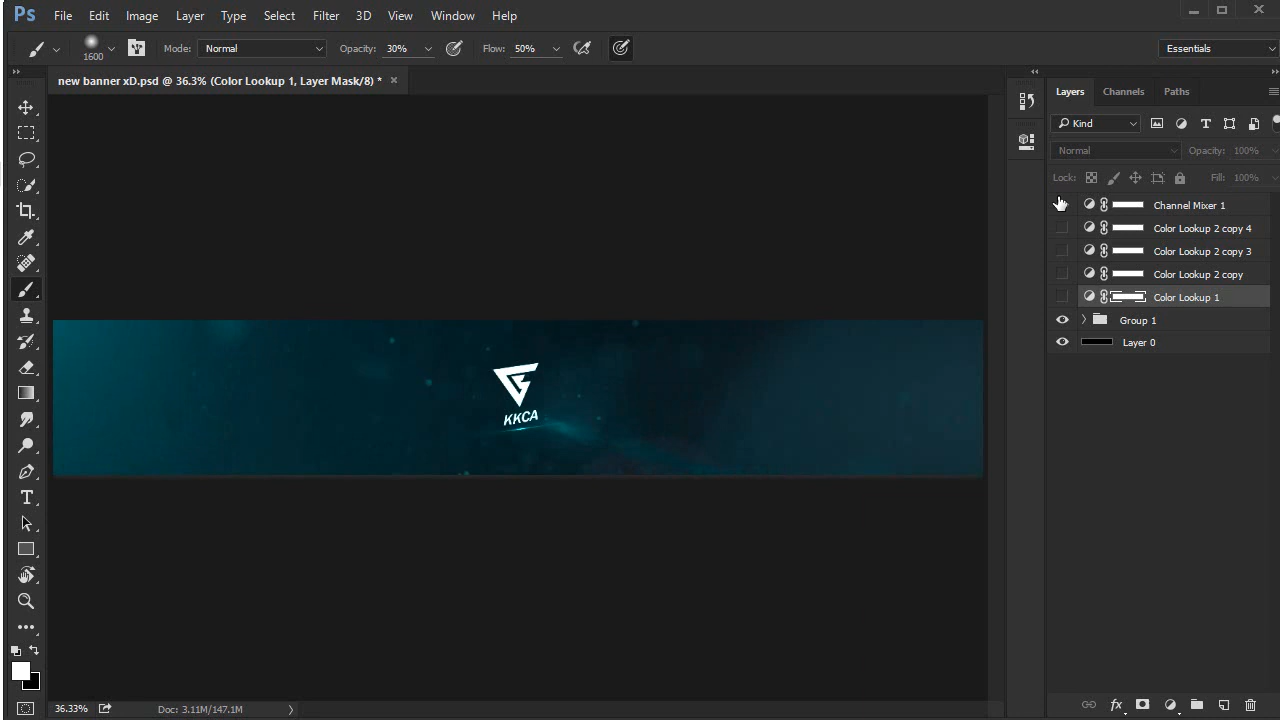 Ps File Edit Image Layer Type Select Filter 3D View Window Help
1600 Mode: Normal Opacity: 30% Flow: 50% Essentials
new banner xD.psd @ 36.3% (Color Lookup 1, Layer Mask/8) * ×
Layers Channels Paths
Kind
Normal Opacity: 100%
Lock: Fill: 100%
Channel Mixer 1
Color Lookup 2 copy 4
Color Lookup 2 copy 3
Color Lookup 2 copy
Color Lookup 1
Group 1
Layer 0
KKCA
36.33% Doc: 3.11M/147.1M